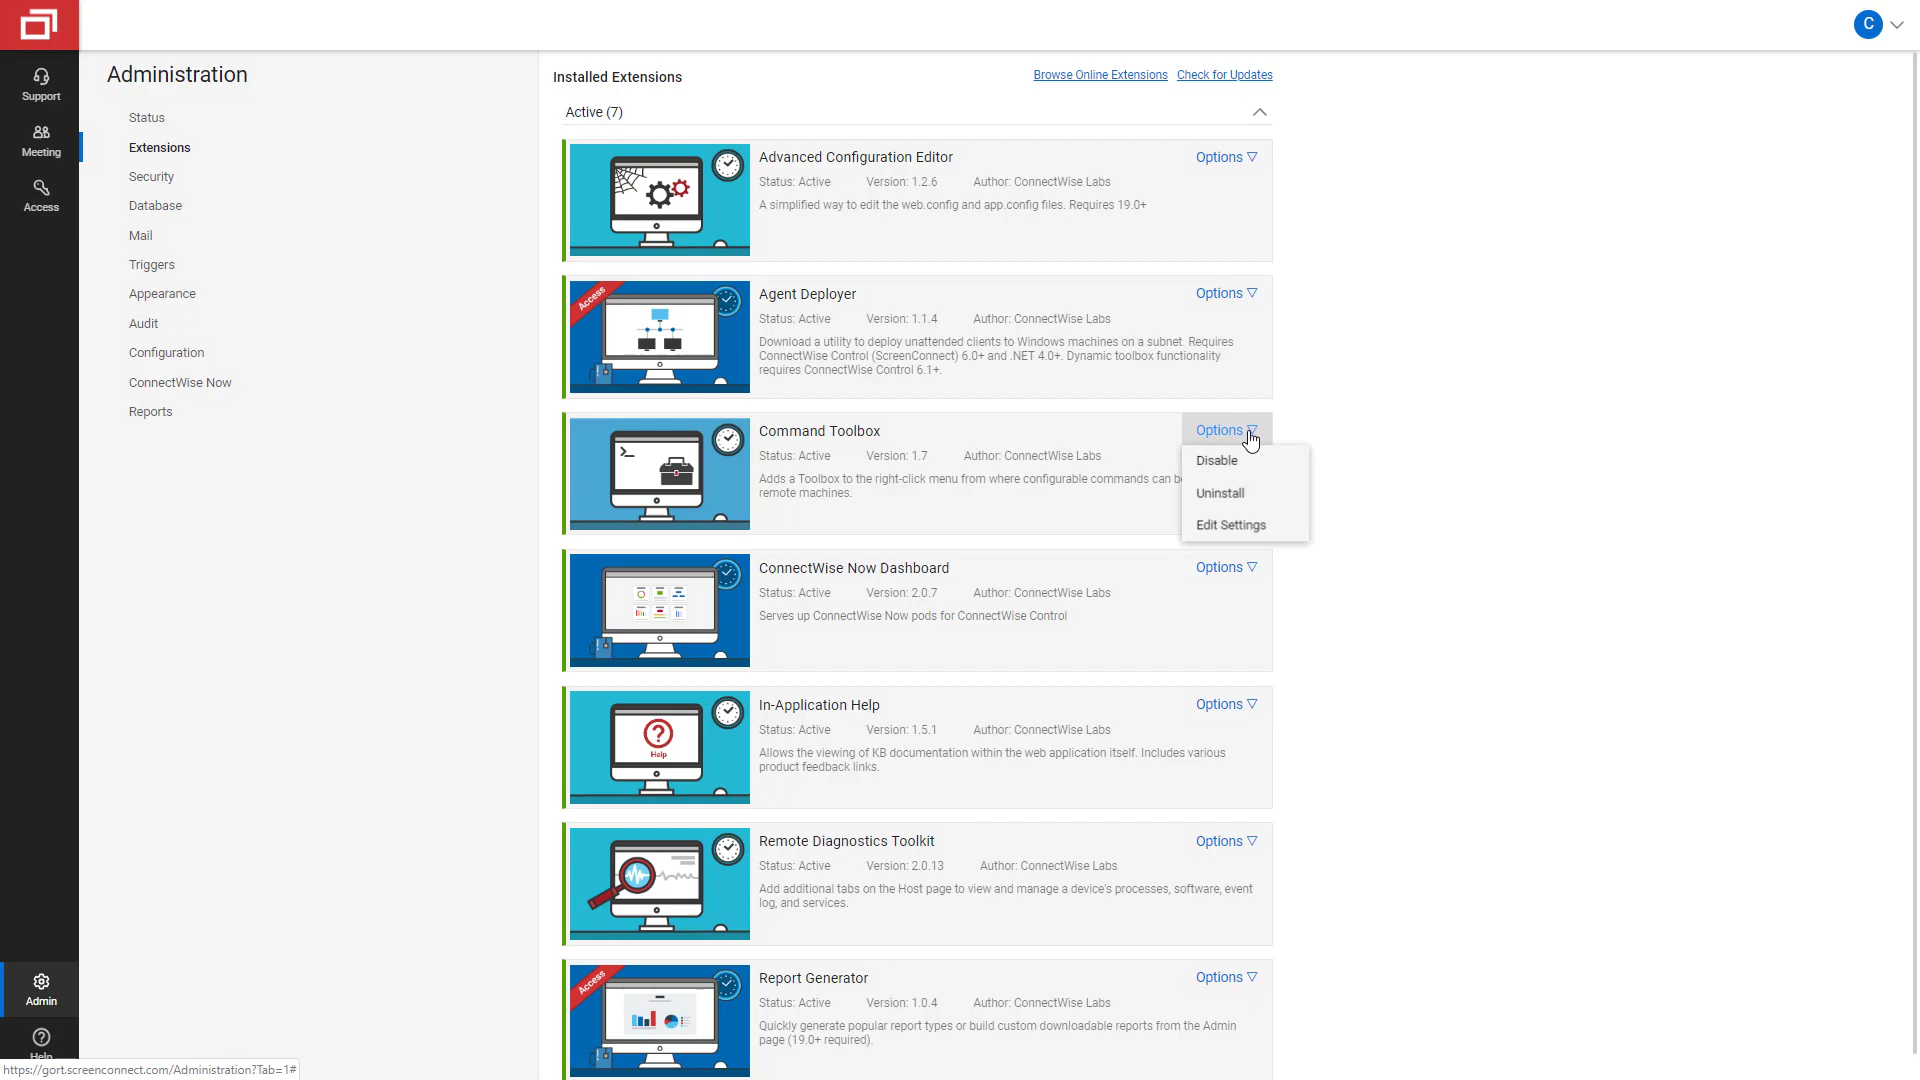 C
Support
Meeting
Access
Admin
Help
Administration
Status
Extensions
Security
Database
Mail
Triggers
Appearance
Audit
Configuration
ConnectWise Now
Reports
Installed Extensions
Browse Online Extensions
Check for Updates
Active (7)
Advanced Configuration Editor
Options
Status: Active Version: 1.2.6 Author: ConnectWise Labs
A simplified way to edit the web.config and app.config files. Requires 19.0+
Access
Agent Deployer
Options
Status: Active Version: 1.1.4 Author: ConnectWise Labs
Download a utility to deploy unattended clients to Windows machines on a subnet. Requires
ConnectWise Control (ScreenConnect) 6.0+ and .NET 4.0+. Dynamic toolbox functionality
requires ConnectWise Control 6.1+.
Command Toolbox
Options
Status: Active Version: 1.7 Author: ConnectWise Labs
Adds a Toolbox to the right-click menu from where configurable commands can be
remote machines.
Disable
Uninstall
Edit Settings
ConnectWise Now Dashboard
Options
Status: Active Version: 2.0.7 Author: ConnectWise Labs
Serves up ConnectWise Now pods for ConnectWise Control
Help
In-Application Help
Options
Status: Active Version: 1.5.1 Author: ConnectWise Labs
Allows the viewing of KB documentation within the web application itself. Includes various
product feedback links.
Remote Diagnostics Toolkit
Options
Status: Active Version: 2.0.13 Author: ConnectWise Labs
Add additional tabs on the Host page to view and manage a device's processes, software, event
log, and services.
Access
Report Generator
Options
Status: Active Version: 1.0.4 Author: ConnectWise Labs
Quickly generate popular report types or build custom downloadable reports from the Admin
page (19.0+ required).
https://gort.screenconnect.com/Administration?Tab=1#